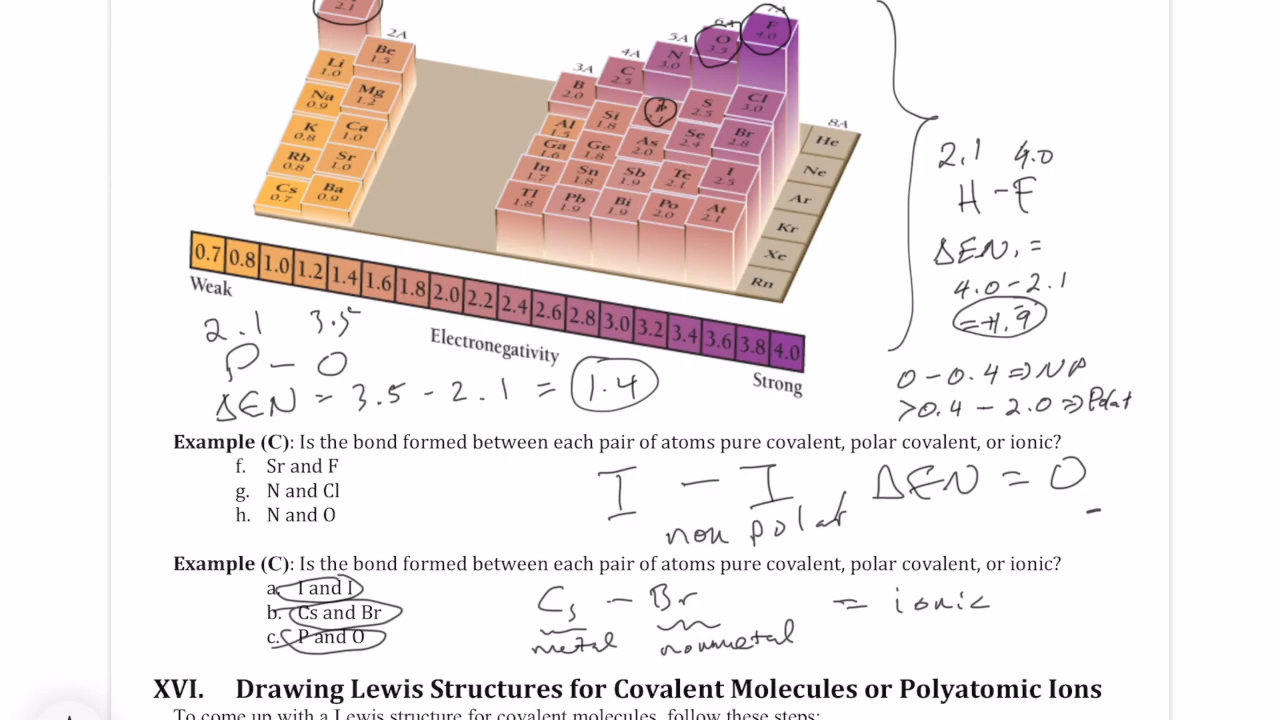 2.1
7A
6A
F
4.0
O
3.5
5A
N
3.0
4A
C
2.5
3A
B
2.0
2A
Be
1.5
Li
1.0
Na
0.9
Mg
1.2
Al
1.5
Si
1.8
S
2.5
Cl
3.0
8A
He
K
0.8
Ca
1.0
Ga
1.6
Ge
1.8
As
2.0
Se
2.4
Br
2.8
Ne
Rb
0.8
Sr
1.0
In
1.7
Sn
1.8
Sb
1.9
Te
2.1
I
2.5
Ar
Cs
0.7
Ba
0.9
Tl
1.8
Pb
1.9
Bi
1.9
Po
2.0
At
2.1
Kr
Xe
Rn
2.1 4.0
H - F
ΔEN, =
4.0 - 2.1
= 1.9
0.7 0.8 1.0 1.2 1.4 1.6 1.8 2.0 2.2 2.4 2.6 2.8 3.0 3.2 3.4 3.6 3.8 4.0
Weak
Electronegativity
Strong
2.1 3.5
P - O
ΔEN = 3.5 - 2.1 = 1.4
0 - 0.4 => NP
>0.4 - 2.0 => Polar
Example (C): Is the bond formed between each pair of atoms pure covalent, polar covalent, or ionic?
f. Sr and F
g. N and Cl
h. N and O
I - I ΔEN = 0
non polar
Example (C): Is the bond formed between each pair of atoms pure covalent, polar covalent, or ionic?
a. I and I
b. Cs and Br
c. P and O
Cs - Br = ionic
metal nonmetal
XVI. Drawing Lewis Structures for Covalent Molecules or Polyatomic Ions
To come up with a Lewis structure for covalent molecules, follow these steps: